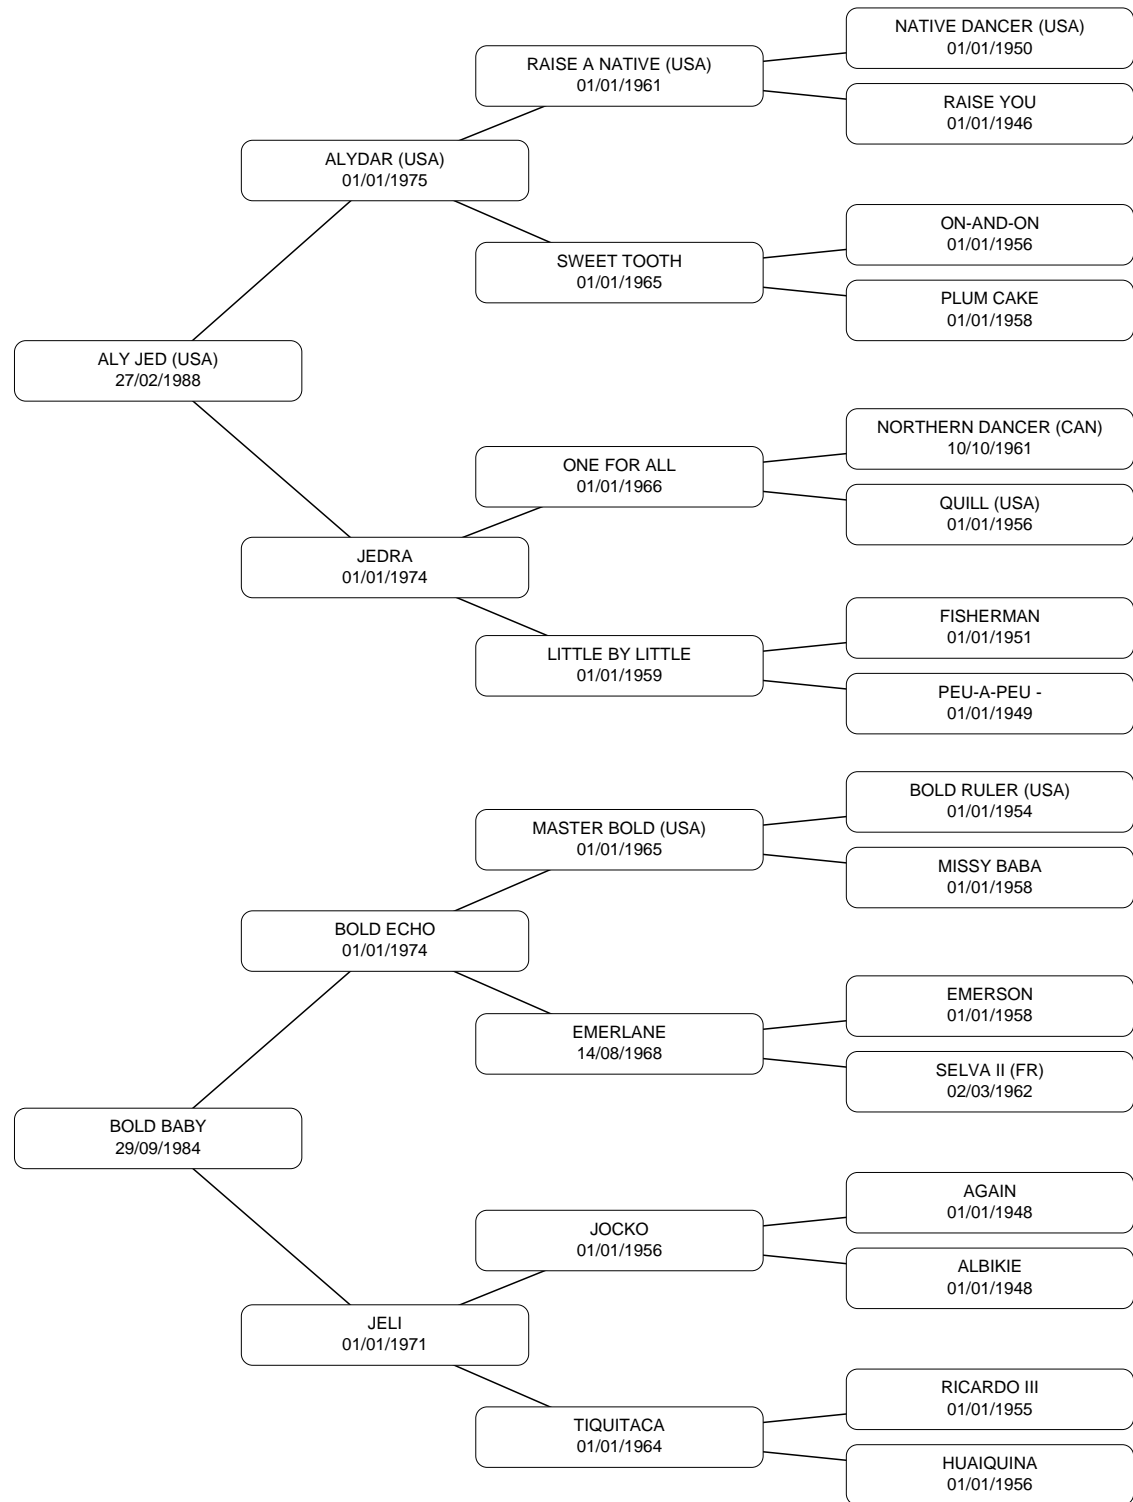 NATIVE DANCER (USA)
01/01/1950
RAISE A NATIVE (USA)
01/01/1961
RAISE YOU
01/01/1946
ALYDAR (USA)
01/01/1975
ON-AND-ON
01/01/1956
SWEET TOOTH
01/01/1965
PLUM CAKE
01/01/1958
ALY JED (USA)
27/02/1988
NORTHERN DANCER (CAN)
10/10/1961
ONE FOR ALL
01/01/1966
QUILL (USA)
01/01/1956
JEDRA
01/01/1974
FISHERMAN
01/01/1951
LITTLE BY LITTLE
01/01/1959
PEU-A-PEU -
01/01/1949
BOLD RULER (USA)
01/01/1954
MASTER BOLD (USA)
01/01/1965
MISSY BABA
01/01/1958
BOLD ECHO
01/01/1974
EMERSON
01/01/1958
EMERLANE
14/08/1968
SELVA II (FR)
02/03/1962
BOLD BABY
29/09/1984
AGAIN
01/01/1948
JOCKO
01/01/1956
ALBIKIE
01/01/1948
JELI
01/01/1971
RICARDO III
01/01/1955
TIQUITACA
01/01/1964
HUAIQUINA
01/01/1956